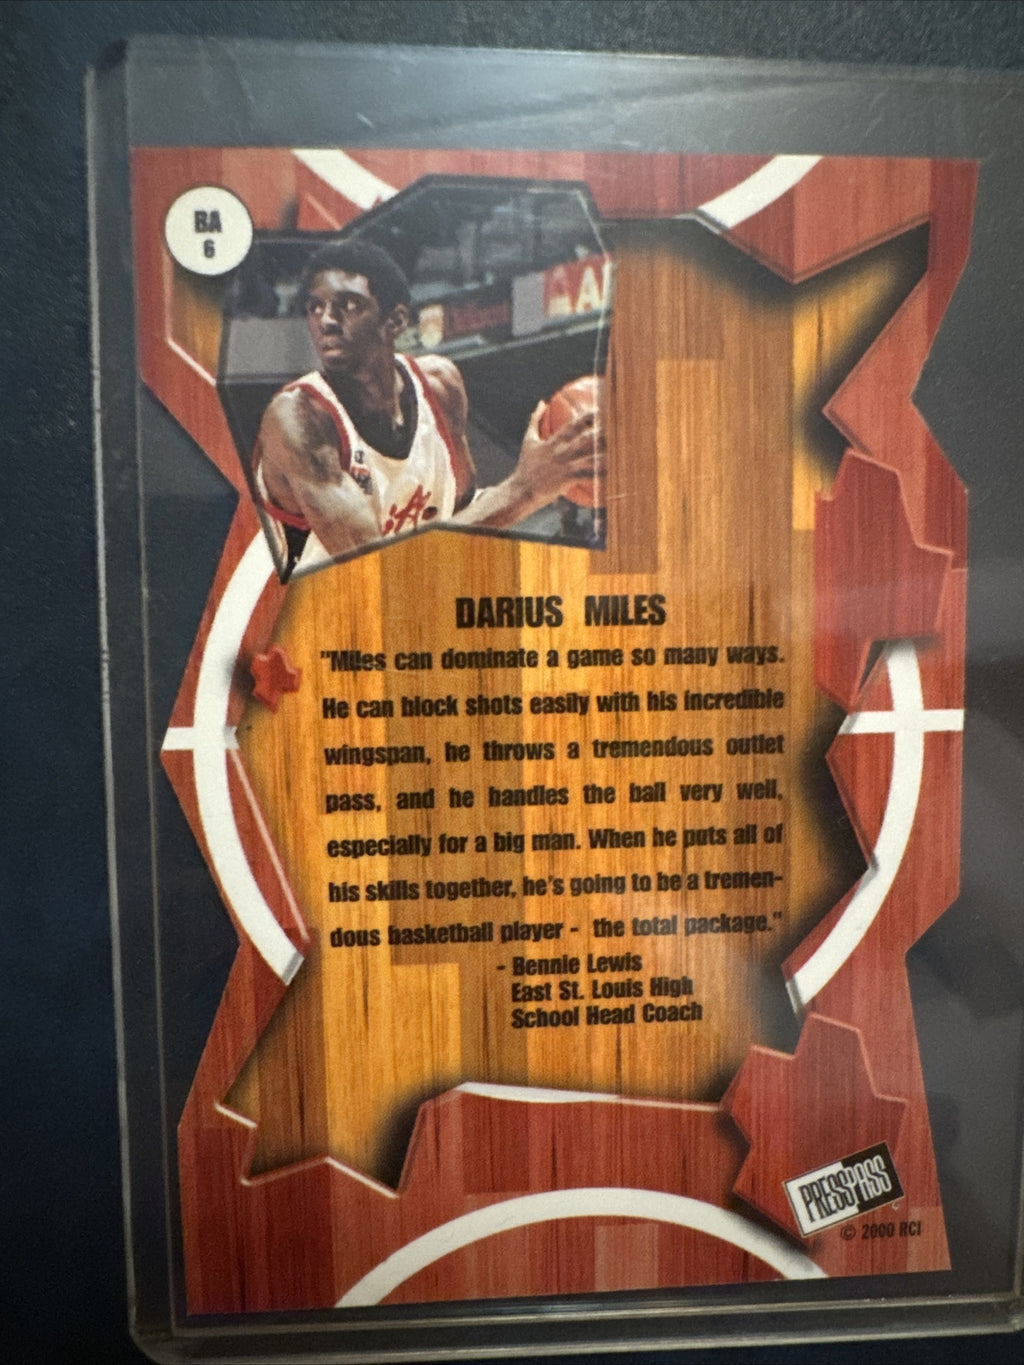 BA
6
A
DARIUS MILES
"Miles can dominate a game so many ways.
He can block shots easily with his incredible
wingspan, he throws a tremendous outlet
pass, and he handles the ball very well,
especially for a big man. When he puts all of
his skills together, he's going to be a tremen-
dous basketball player - the total package."
- Bennie Lewis
East St. Louis High
School Head Coach
PRESS PASS
© 2000 RCI